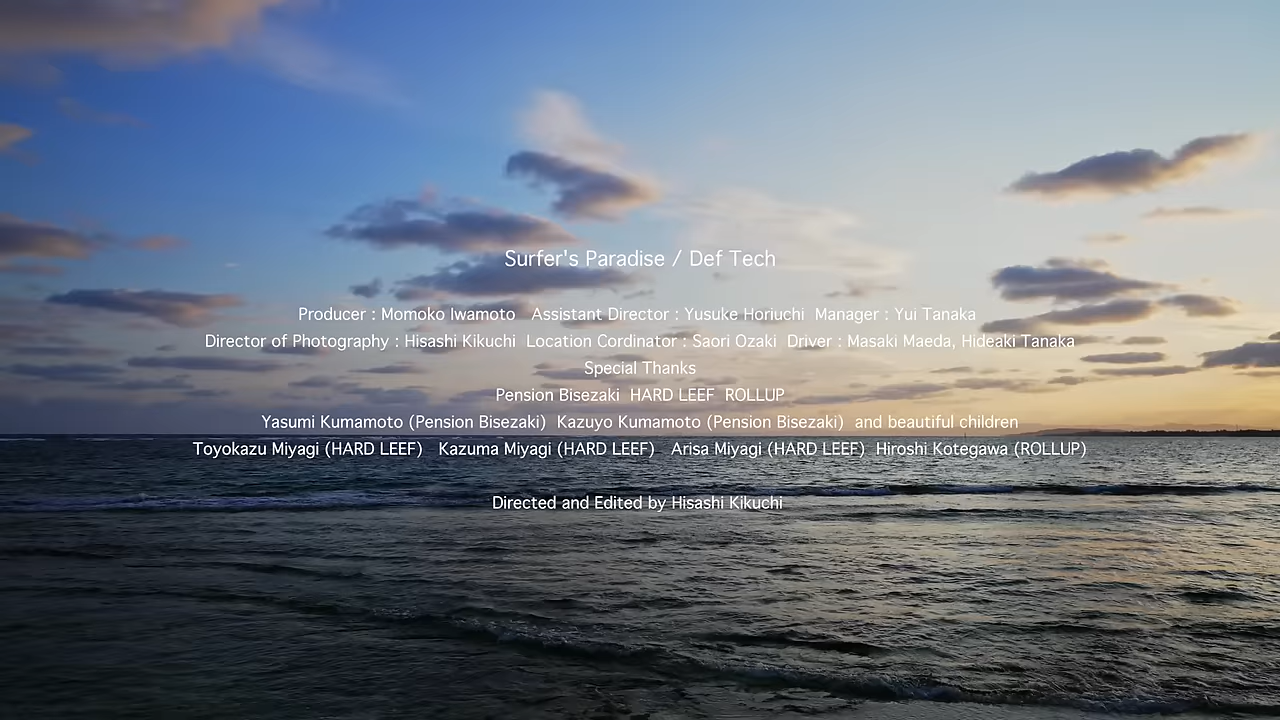 Surfer's Paradise / Def Tech
Producer : Momoko Iwamoto Assistant Director : Yusuke Horiuchi Manager : Yui Tanaka
Director of Photography : Hisashi Kikuchi Location Cordinator : Saori Ozaki Driver : Masaki Maeda, Hideaki Tanaka
Special Thanks
Pension Bisezaki HARD LEEF ROLLUP
Yasumi Kumamoto (Pension Bisezaki) Kazuyo Kumamoto (Pension Bisezaki) and beautiful children
Toyokazu Miyagi (HARD LEEF) Kazuma Miyagi (HARD LEEF) Arisa Miyagi (HARD LEEF) Hiroshi Kotegawa (ROLLUP)
Directed and Edited by Hisashi Kikuchi